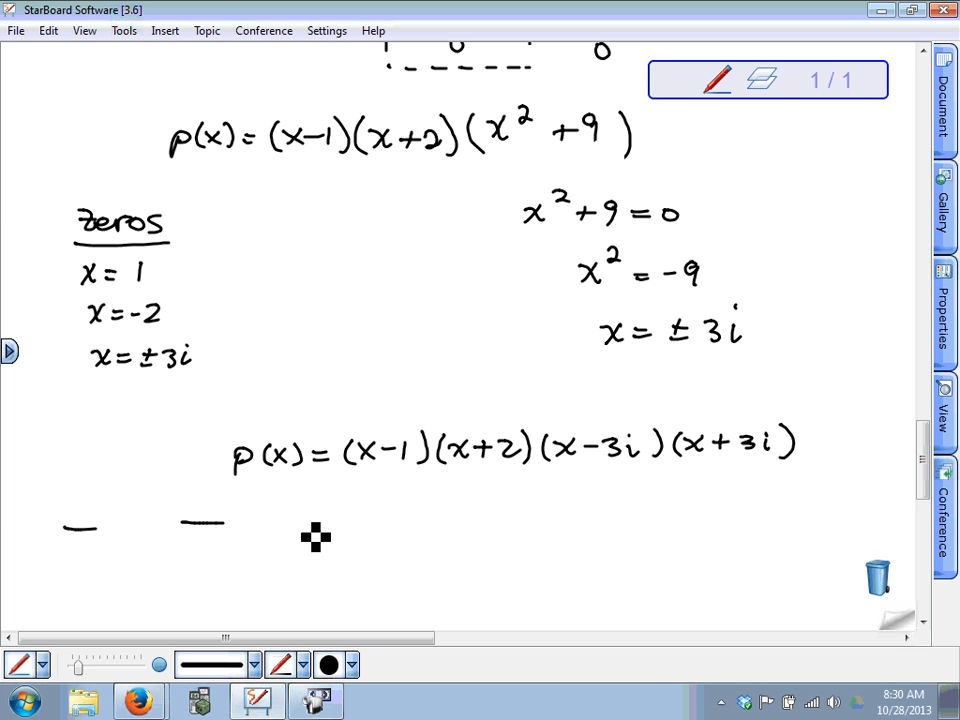 StarBoard Software [3.6]
File Edit View Tools Insert Topic Conference Settings Help
0 0
1 / 1
p(x)= (x-1)(x+2)(x² +9)
zeros
x = 1
x = -2
x = ±3i
x² + 9 = 0
x² = -9
x = ± 3i
p(x) = (x-1)(x+2)(x-3i)(x+3i)
Document
Gallery
Properties
View
Conference
8:30 AM
10/28/2013